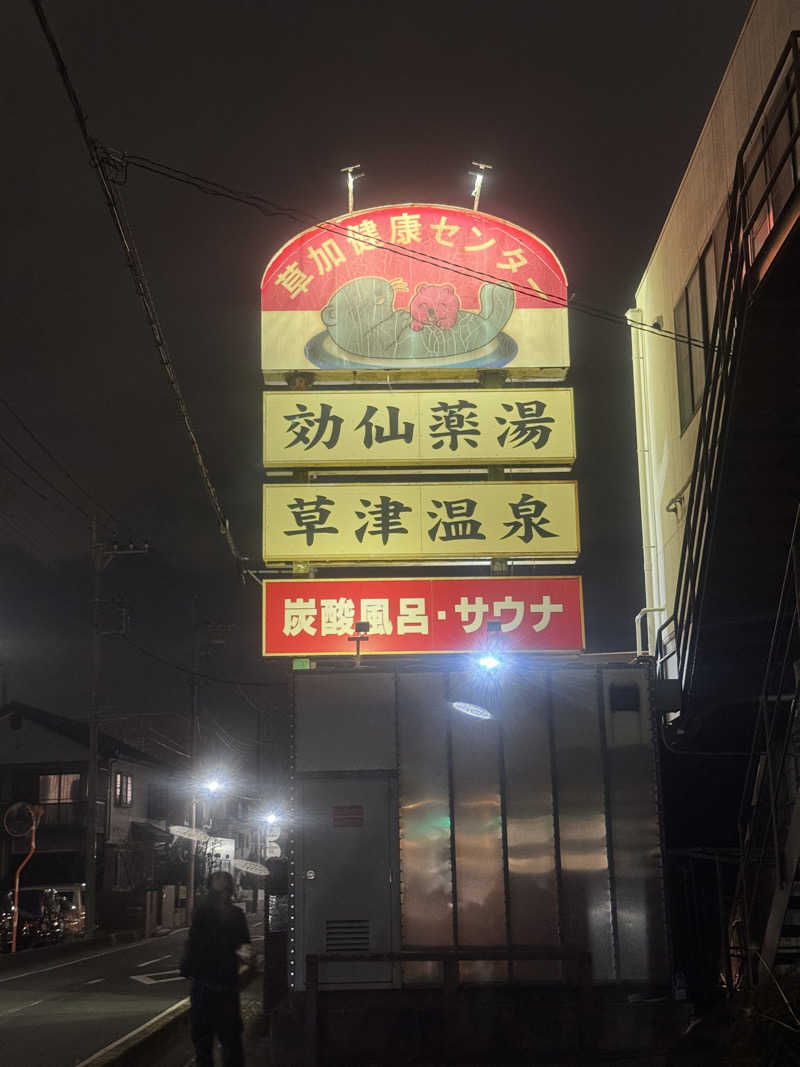 草加健康センター
効仙薬湯
草津温泉
炭酸風呂・サウナ